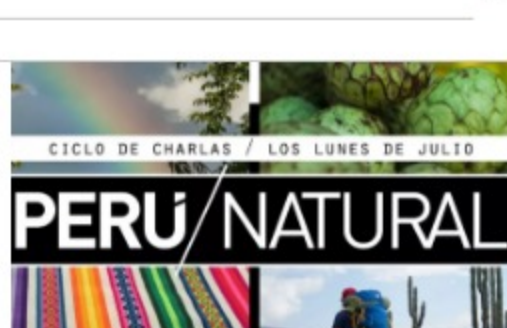 CICLO DE CHARLAS / LOS LUNES DE JULIO
PERÚ/NATURAL